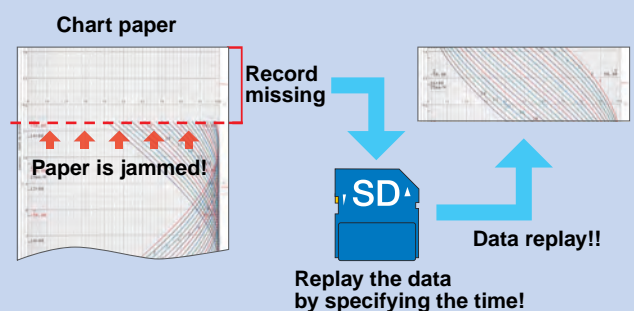 Chart paper
Record
missing
Paper is jammed!
SD
Data replay!!
Replay the data
by specifying the time!